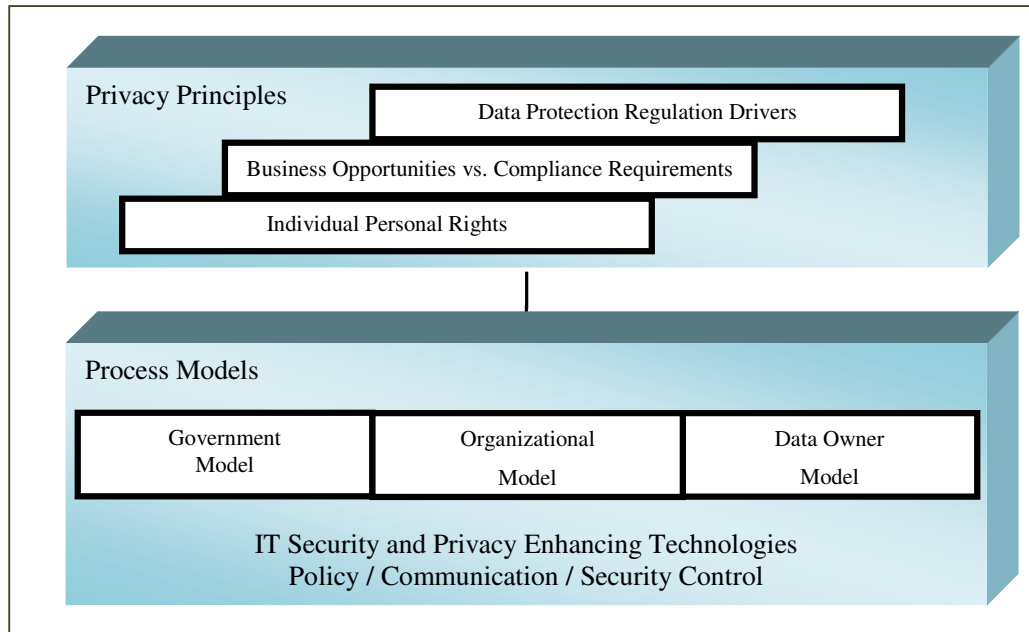 Privacy Principles
Data Protection Regulation Drivers
Business Opportunities vs. Compliance Requirements
Individual Personal Rights
Process Models
Government
Model
Organizational
Model
Data Owner
Model
IT Security and Privacy Enhancing Technologies
Policy / Communication / Security Control